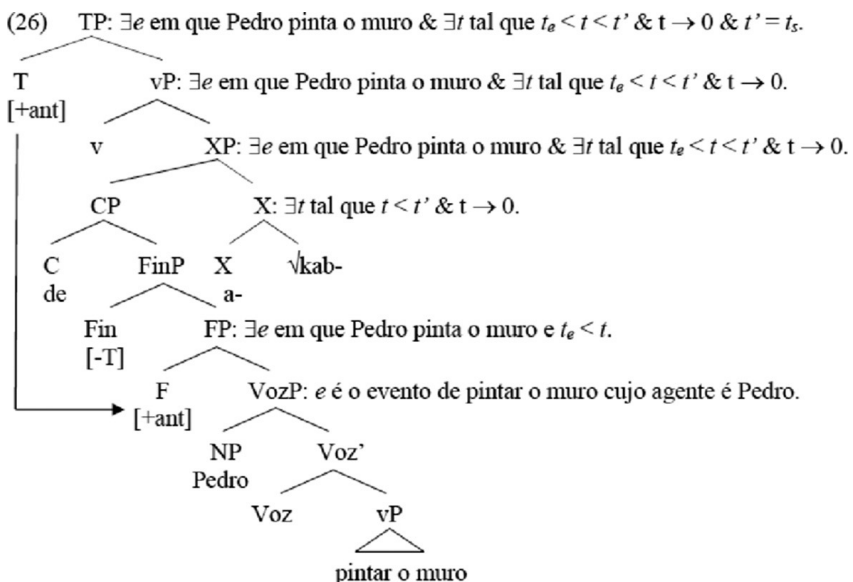 (26) TP: ∃e em que Pedro pinta o muro & ∃t tal que tₑ < t < t’ & t → 0 & t’ = tₛ.
T vP: ∃e em que Pedro pinta o muro & ∃t tal que tₑ < t < t’ & t → 0.
[+ant]
v XP: ∃e em que Pedro pinta o muro & ∃t tal que tₑ < t < t’ & t → 0.
CP X: ∃t tal que t < t’ & t → 0.
C FinP X √kab-
de a-
Fin FP: ∃e em que Pedro pinta o muro e tₑ < t.
[-T]
F VozP: e é o evento de pintar o muro cujo agente é Pedro.
[+ant]
NP Voz’
Pedro
Voz vP
pintar o muro